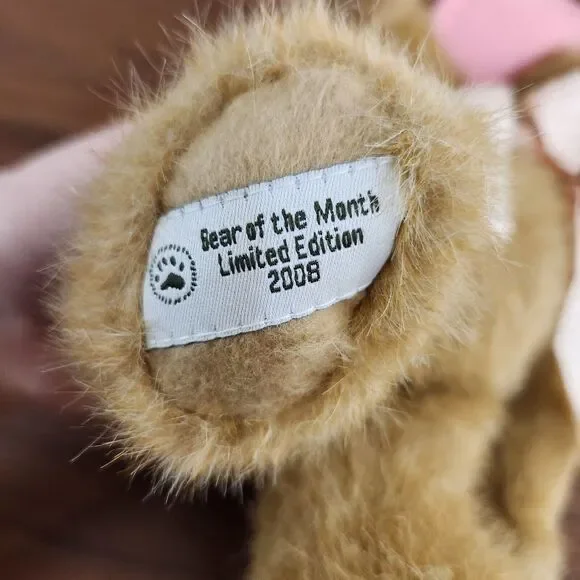 Bear of the Month
Limited Edition
2008